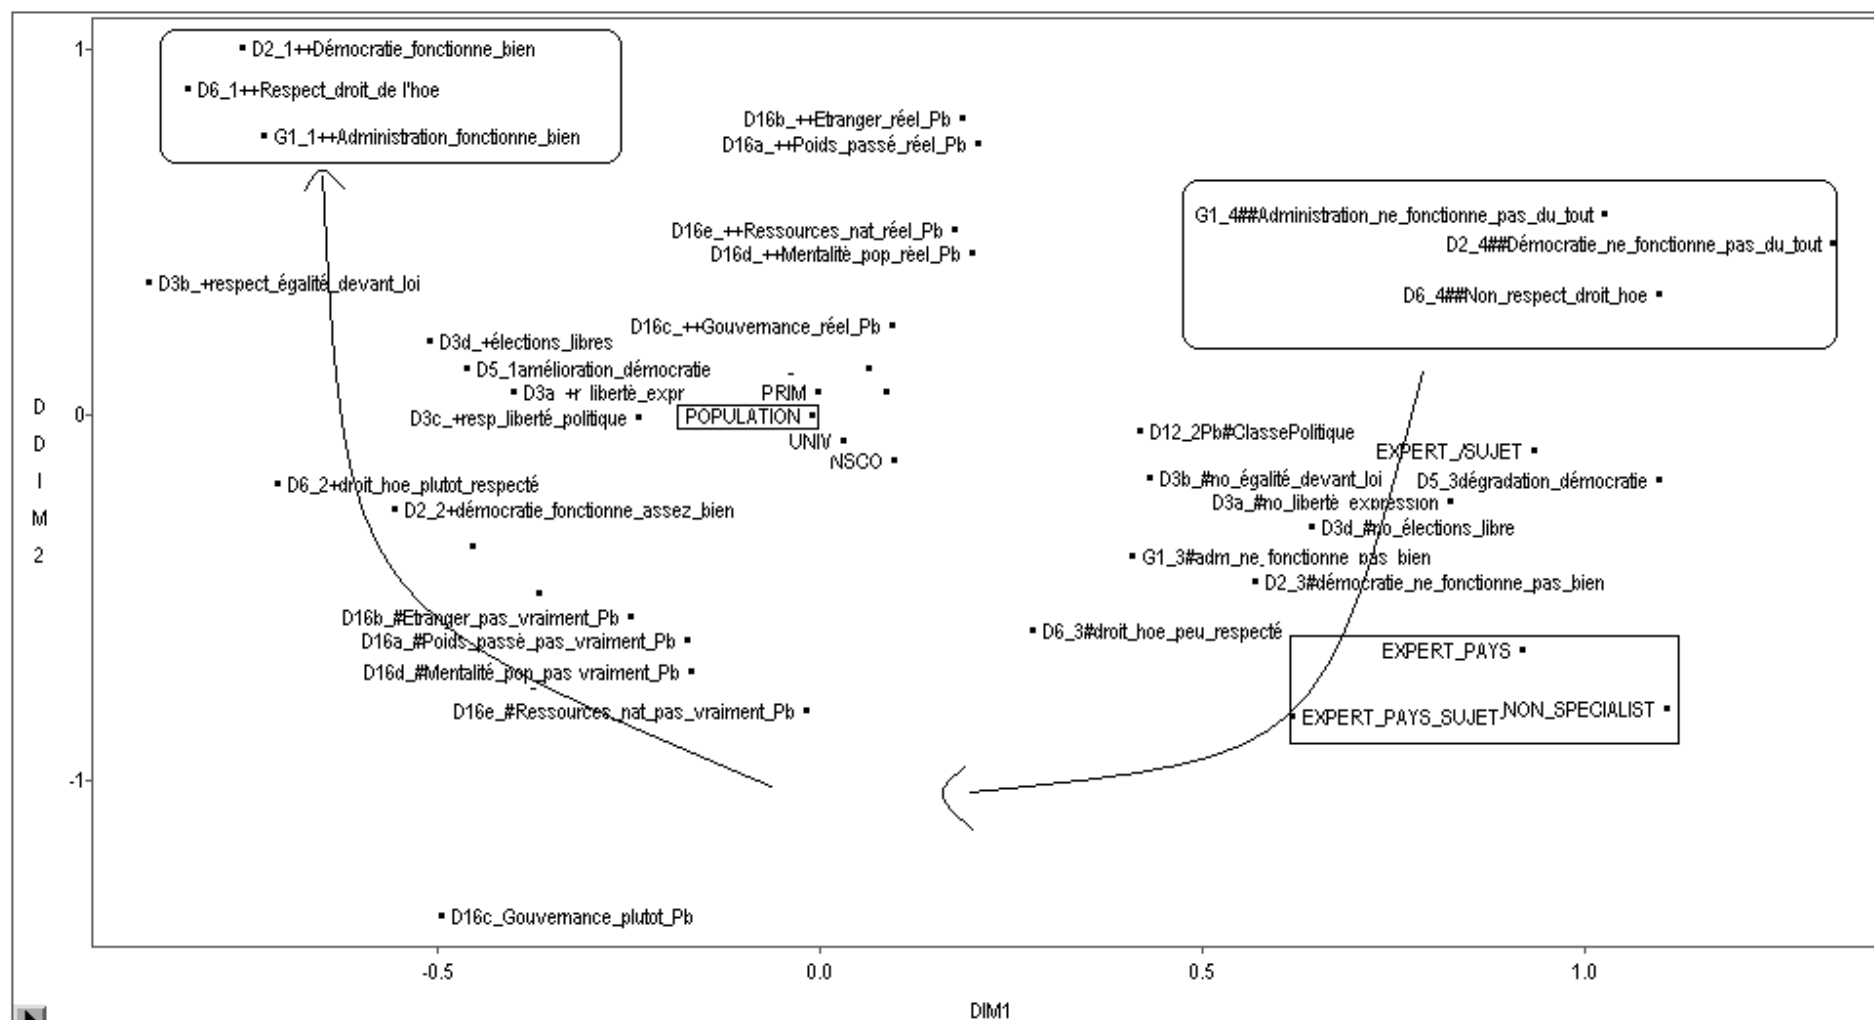 1
D2_1++Démocratie_fonctionne_bien
D6_1++Respect_droit_de l'hoe
G1_1++Administration_fonctionne_bien
D16b_++Etranger_réel_Pb
D16a_++Poids_passé_réel_Pb
G1_4##Administration_ne_fonctionne_pas_du_tout
D16e_++Ressources_nat_réel_Pb
D2_4##Démocratie_ne_fonctionne_pas_du_tout
D16d_++Mentalité_pop_réel_Pb
D3b_+respect_égalité_devant_loi
D6_4##Non_respect_droit_hoe
D16c_++Gouvernance_réel_Pb
D3d_+élections_libres
D5_1amélioration_démocratie
D3a_+r_liberté_expr
PRIM
0
D3c_+resp_liberté_politique
POPULATION
D12_2Pb#ClassePolitique
UNIV
EXPERT_/SUJET
NSCO
D3b_#no_égalité_devant_loi
D5_3dégradation_démocratie
D6_2+droit_hoe_plutot_respecté
D3a_#no_liberté_expression
D2_2+démocratie_fonctionne_assez_bien
D3d_#no_élections_libre
G1_3#adm_ne_fonctionne_pas_bien
D2_3#démocratie_ne_fonctionne_pas_bien
D16b_#Etranger_pas_vraiment_Pb
D6_3#droit_hoe_peu_respecté
D16a_#Poids_passé_pas_vraiment_Pb
EXPERT_PAYS
D16d_#Mentalité_pop_pas_vraiment_Pb
D16e_#Ressources_nat_pas_vraiment_Pb
EXPERT_PAYS_SUJET
NON_SPECIALIST
-1
D16c_Gouvernance_plutot_Pb
D
D
I
M
2
-0.5
0.0
0.5
1.0
DIM1